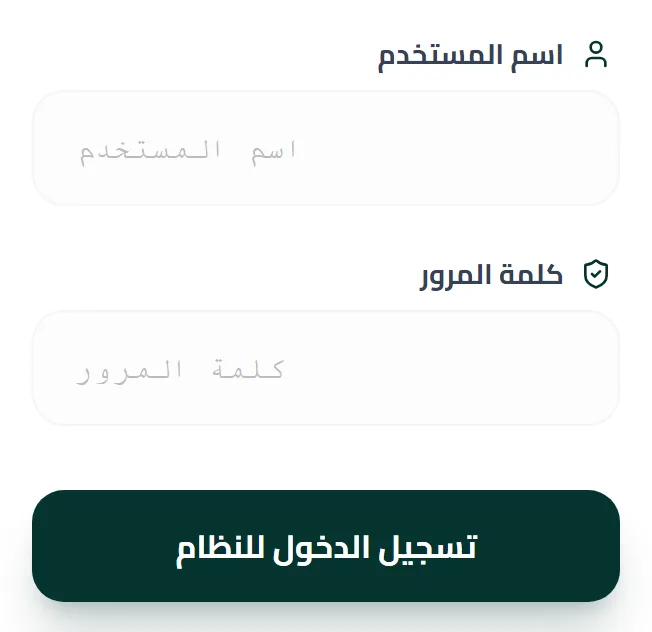 اسم المستخدم
اسم المستخدم
كلمة المرور
كلمة المرور
تسجيل الدخول للنظام